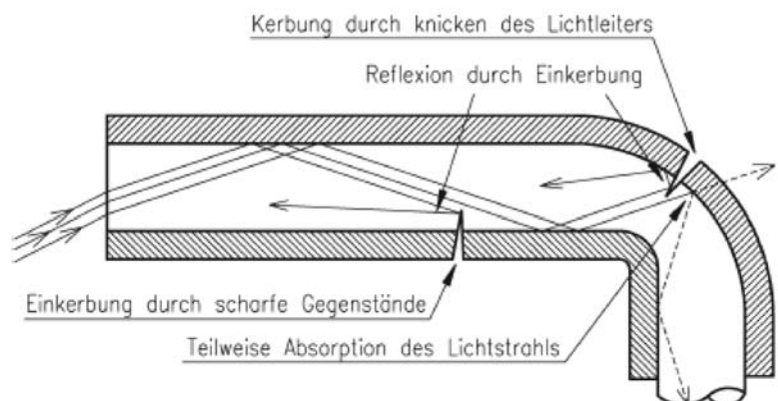 Kerbung durch knicken des Lichtleiters
Reflexion durch Einkerbung
Einkerbung durch scharfe Gegenstände
Teilweise Absorption des Lichtstrahls